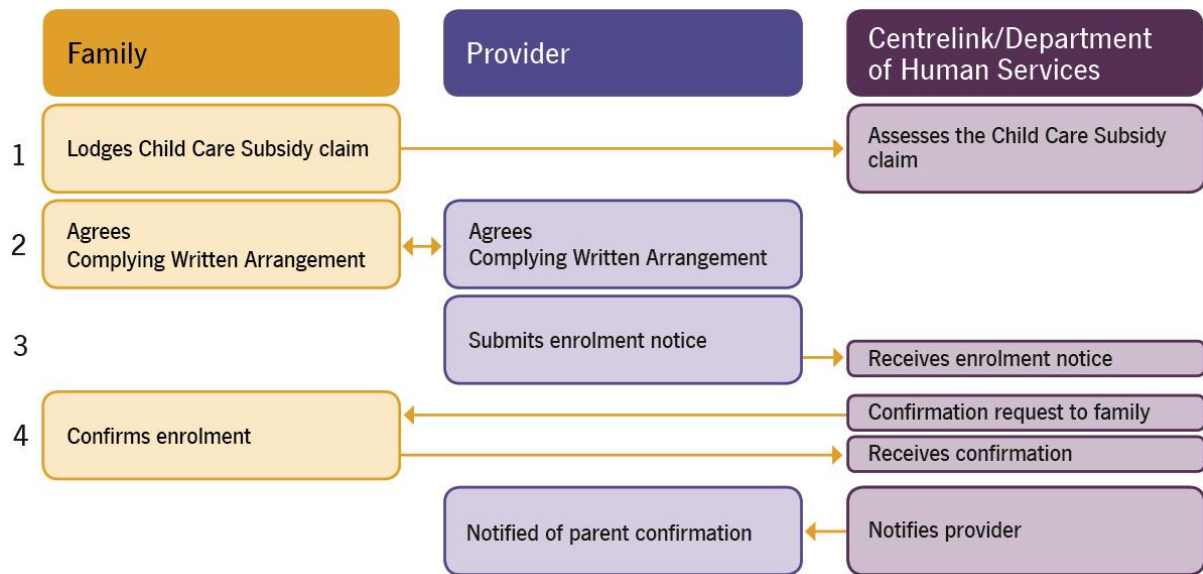 Family
Provider
Centrelink/Department
of Human Services
1
Lodges Child Care Subsidy claim
Assesses the Child Care Subsidy
claim
2
Agrees
Complying Written Arrangement
Agrees
Complying Written Arrangement
3
Submits enrolment notice
Receives enrolment notice
4
Confirms enrolment
Confirmation request to family
Receives confirmation
Notified of parent confirmation
Notifies provider